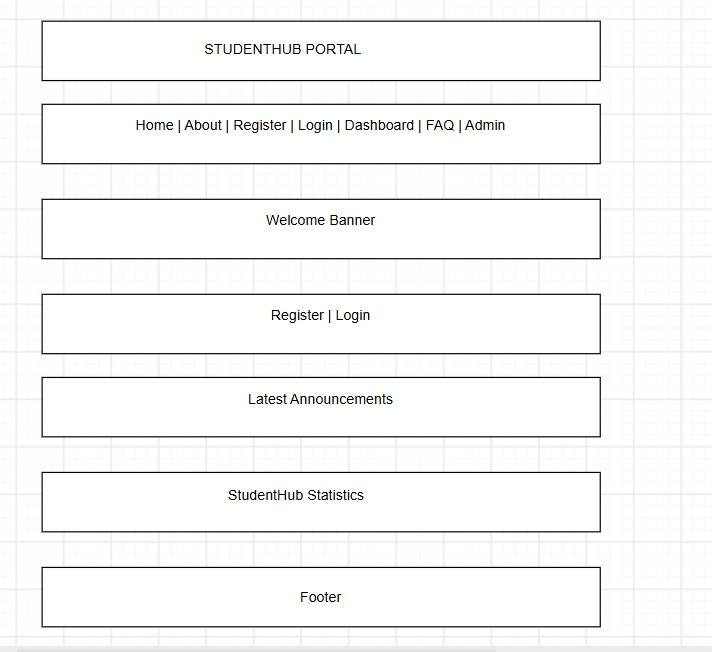 STUDENTHUB PORTAL
Home | About | Register | Login | Dashboard | FAQ | Admin
Welcome Banner
Register | Login
Latest Announcements
StudentHub Statistics
Footer